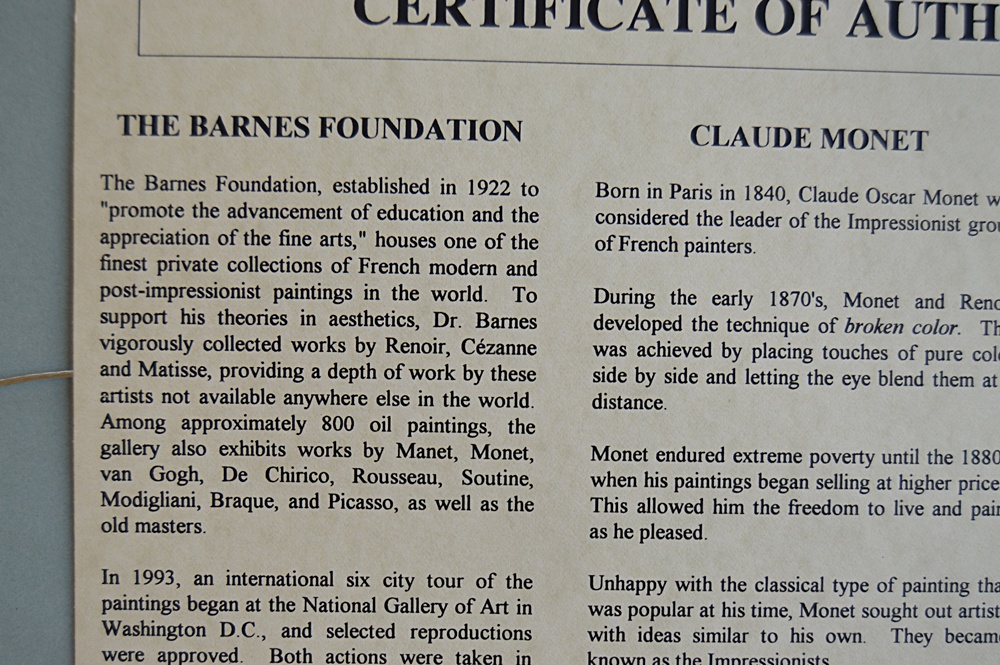 CERTIFICATE OF AUTH
THE BARNES FOUNDATION
The Barnes Foundation, established in 1922 to
"promote the advancement of education and the
appreciation of the fine arts," houses one of the
finest private collections of French modern and
post-impressionist paintings in the world. To
support his theories in aesthetics, Dr. Barnes
vigorously collected works by Renoir, Cézanne
and Matisse, providing a depth of work by these
artists not available anywhere else in the world.
Among approximately 800 oil paintings, the
gallery also exhibits works by Manet, Monet,
van Gogh, De Chirico, Rousseau, Soutine,
Modigliani, Braque, and Picasso, as well as the
old masters.
In 1993, an international six city tour of the
paintings began at the National Gallery of Art in
Washington D.C., and selected reproductions
were approved. Both actions were taken in
CLAUDE MONET
Born in Paris in 1840, Claude Oscar Monet w
considered the leader of the Impressionist grou
of French painters.
During the early 1870's, Monet and Reno
developed the technique of broken color. Th
was achieved by placing touches of pure colo
side by side and letting the eye blend them at
distance.
Monet endured extreme poverty until the 1880
when his paintings began selling at higher price
This allowed him the freedom to live and pain
as he pleased.
Unhappy with the classical type of painting tha
was popular at his time, Monet sought out artist
with ideas similar to his own. They became
known as the Impressionists.